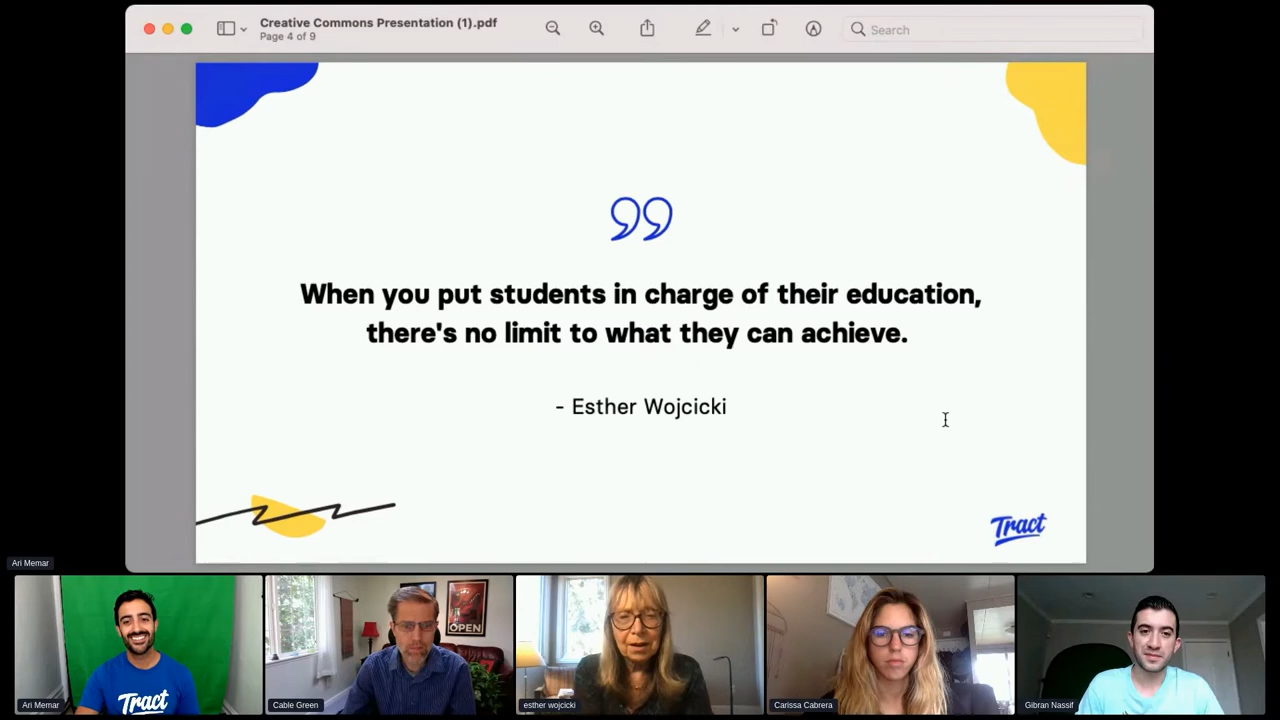 Creative Commons Presentation (1).pdf
Page 4 of 9
Search
When you put students in charge of their education,
there's no limit to what they can achieve.
- Esther Wojcicki
Tract
Ari Memar
OPEN
Tract
Ari Memar
Cable Green
esther wojcicki
Carissa Cabrera
Gibran Nassif